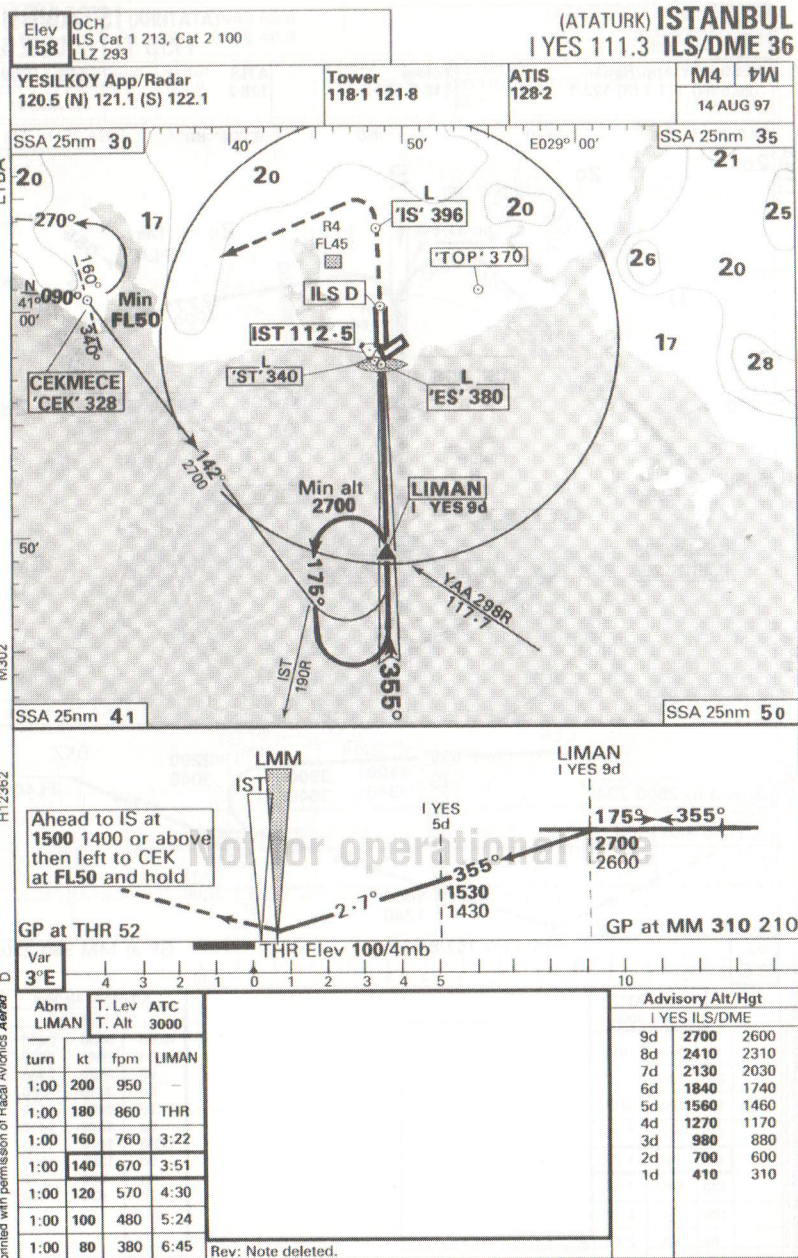 Elev
158
OCH
ILS Cat 1 213, Cat 2 100
LLZ 293
(ATATURK) ISTANBUL
I YES 111.3 ILS/DME 36
YESILKOY App/Radar
120.5 (N) 121.1 (S) 122.1
Tower
118·1 121·8
ATIS
128·2
M4 M4
14 AUG 97
SSA 25nm 30
40'
50'
E029° 00'
SSA 25nm 35
20
20
21
17
20
25
26
20
17
28
270°
160°
N
41°
00'
090°
340°
Min
FL50
CEKMECE
'CEK' 328
R4
FL45
L
'IS' 396
'TOP' 370
ILS D
IST 112·5
L
'ST' 340
L
'ES' 380
142°
2700
Min alt
2700
LIMAN
I YES 9d
50'
175°
YAA 298R
117·7
IST
190R
355°
SSA 25nm 41
SSA 25nm 50
M302
H12362
D
printed with permission of Racal Avionics Aerad
LMM
IST
LIMAN
I YES 9d
I YES
5d
175° 355°
Ahead to IS at
1500 1400 or above
then left to CEK
at FL50 and hold
2700
2600
355°
1530
1430
2·7°
Not for operational use
GP at THR 52
GP at MM 310 210
THR Elev 100/4mb
Var
3°E
4 3 2 1 0 1 2 3 4 5 10
Abm
LIMAN
T. Lev ATC
T. Alt 3000
turn kt fpm LIMAN
1:00 200 950 –
1:00 180 860 THR
1:00 160 760 3:22
1:00 140 670 3:51
1:00 120 570 4:30
1:00 100 480 5:24
1:00 80 380 6:45
Rev: Note deleted.
Advisory Alt/Hgt
I YES ILS/DME
9d 2700 2600
8d 2410 2310
7d 2130 2030
6d 1840 1740
5d 1560 1460
4d 1270 1170
3d 980 880
2d 700 600
1d 410 310